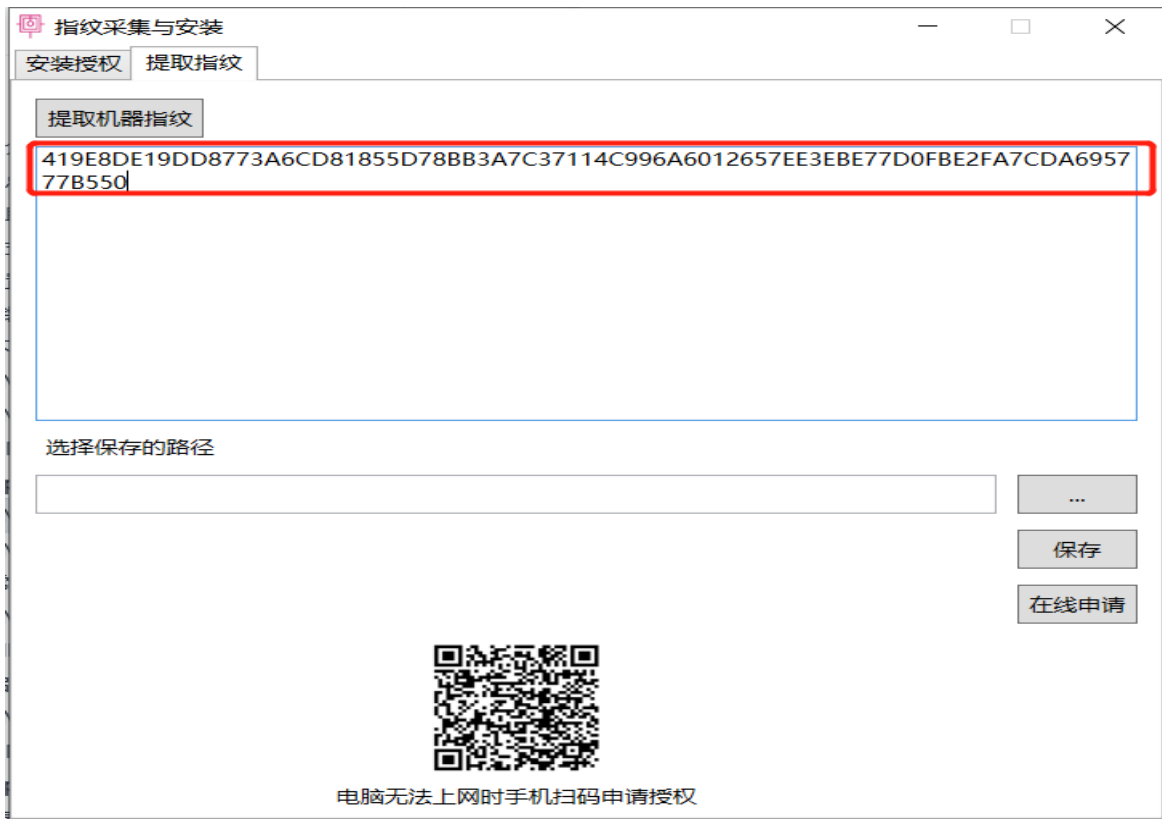 指纹采集与安装
安装授权 提取指纹
提取机器指纹
419E8DE19DD8773A6CD81855D78BB3A7C37114C996A6012657EE3EBE77D0FBE2FA7CDA6957
77B550
选择保存的路径
...
保存
在线申请
电脑无法上网时手机扫码申请授权